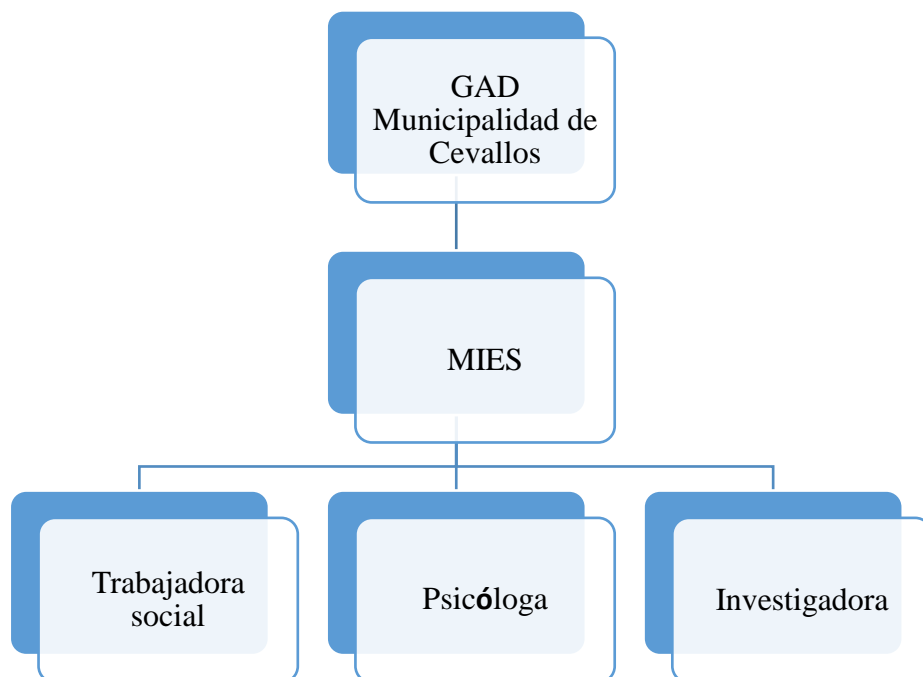 GAD
Municipalidad de
Cevallos
MIES
Trabajadora
social
Psicóloga
Investigadora